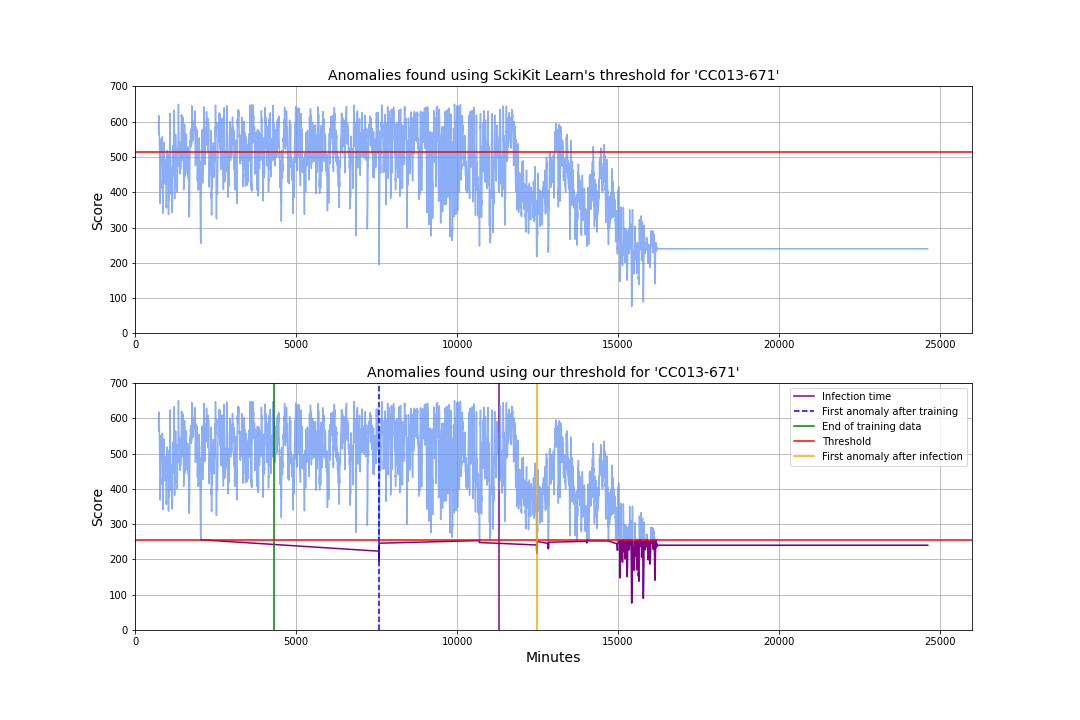 Anomalies found using SckiKit Learn's threshold for 'CC013-671'
700
600
500
400
300
200
100
0
Score
0 5000 10000 15000 20000 25000
Anomalies found using our threshold for 'CC013-671'
700
600
500
400
300
200
100
0
Score
Infection time
First anomaly after training
End of training data
Threshold
First anomaly after infection
0 5000 10000 15000 20000 25000
Minutes